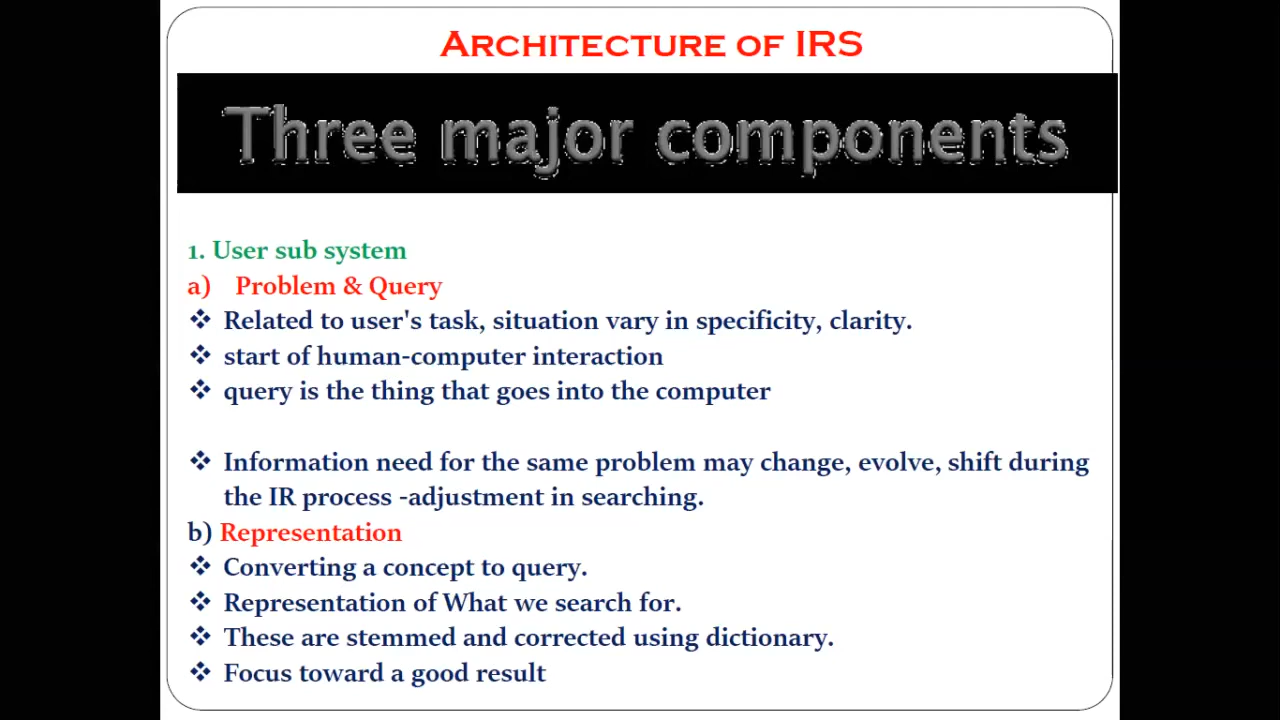 ARCHITECTURE OF IRS
Three major components
1. User sub system
a) Problem & Query
❖ Related to user's task, situation vary in specificity, clarity.
❖ start of human-computer interaction
❖ query is the thing that goes into the computer
❖ Information need for the same problem may change, evolve, shift during
the IR process -adjustment in searching.
b) Representation
❖ Converting a concept to query.
❖ Representation of What we search for.
❖ These are stemmed and corrected using dictionary.
❖ Focus toward a good result